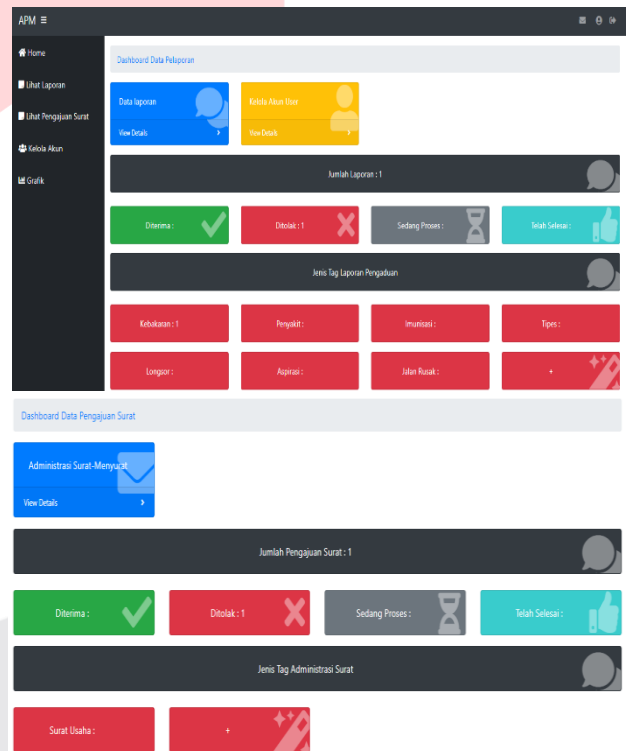 APM ≡
Home
Lihat Laporan
Lihat Pengajuan Surat
Kelola Akun
Grafik
Dashboard Data Pelaporan
Data laporan
View Details
Kelola Akun User
View Details
Jumlah Laporan : 1
Diterima :
Ditolak : 1
Sedang Proses :
Telah Selesai :
Jenis Tag Laporan Pengaduan
Kebakaran : 1
Penyakit :
Imunisasi :
Tipes :
Longsor :
Aspirasi :
Jalan Rusak :
+
Dashboard Data Pengajuan Surat
Administrasi Surat-Menyurat
View Details
Jumlah Pengajuan Surat : 1
Diterima :
Ditolak : 1
Sedang Proses :
Telah Selesai :
Jenis Tag Administrasi Surat
Surat Usaha :
+